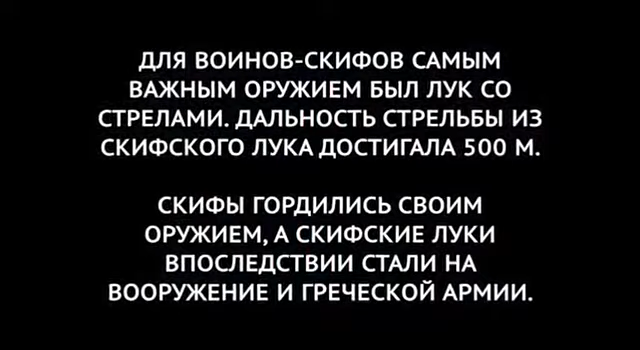 ДЛЯ ВОИНОВ-СКИФОВ САМЫМ
ВАЖНЫМ ОРУЖИЕМ БЫЛ ЛУК СО
СТРЕЛАМИ. ДАЛЬНОСТЬ СТРЕЛЬБЫ ИЗ
СКИФСКОГО ЛУКА ДОСТИГАЛА 500 М.
СКИФЫ ГОРДИЛИСЬ СВОИМ
ОРУЖИЕМ, А СКИФСКИЕ ЛУКИ
ВПОСЛЕДСТВИИ СТАЛИ НА
ВООРУЖЕНИЕ И ГРЕЧЕСКОЙ АРМИИ.